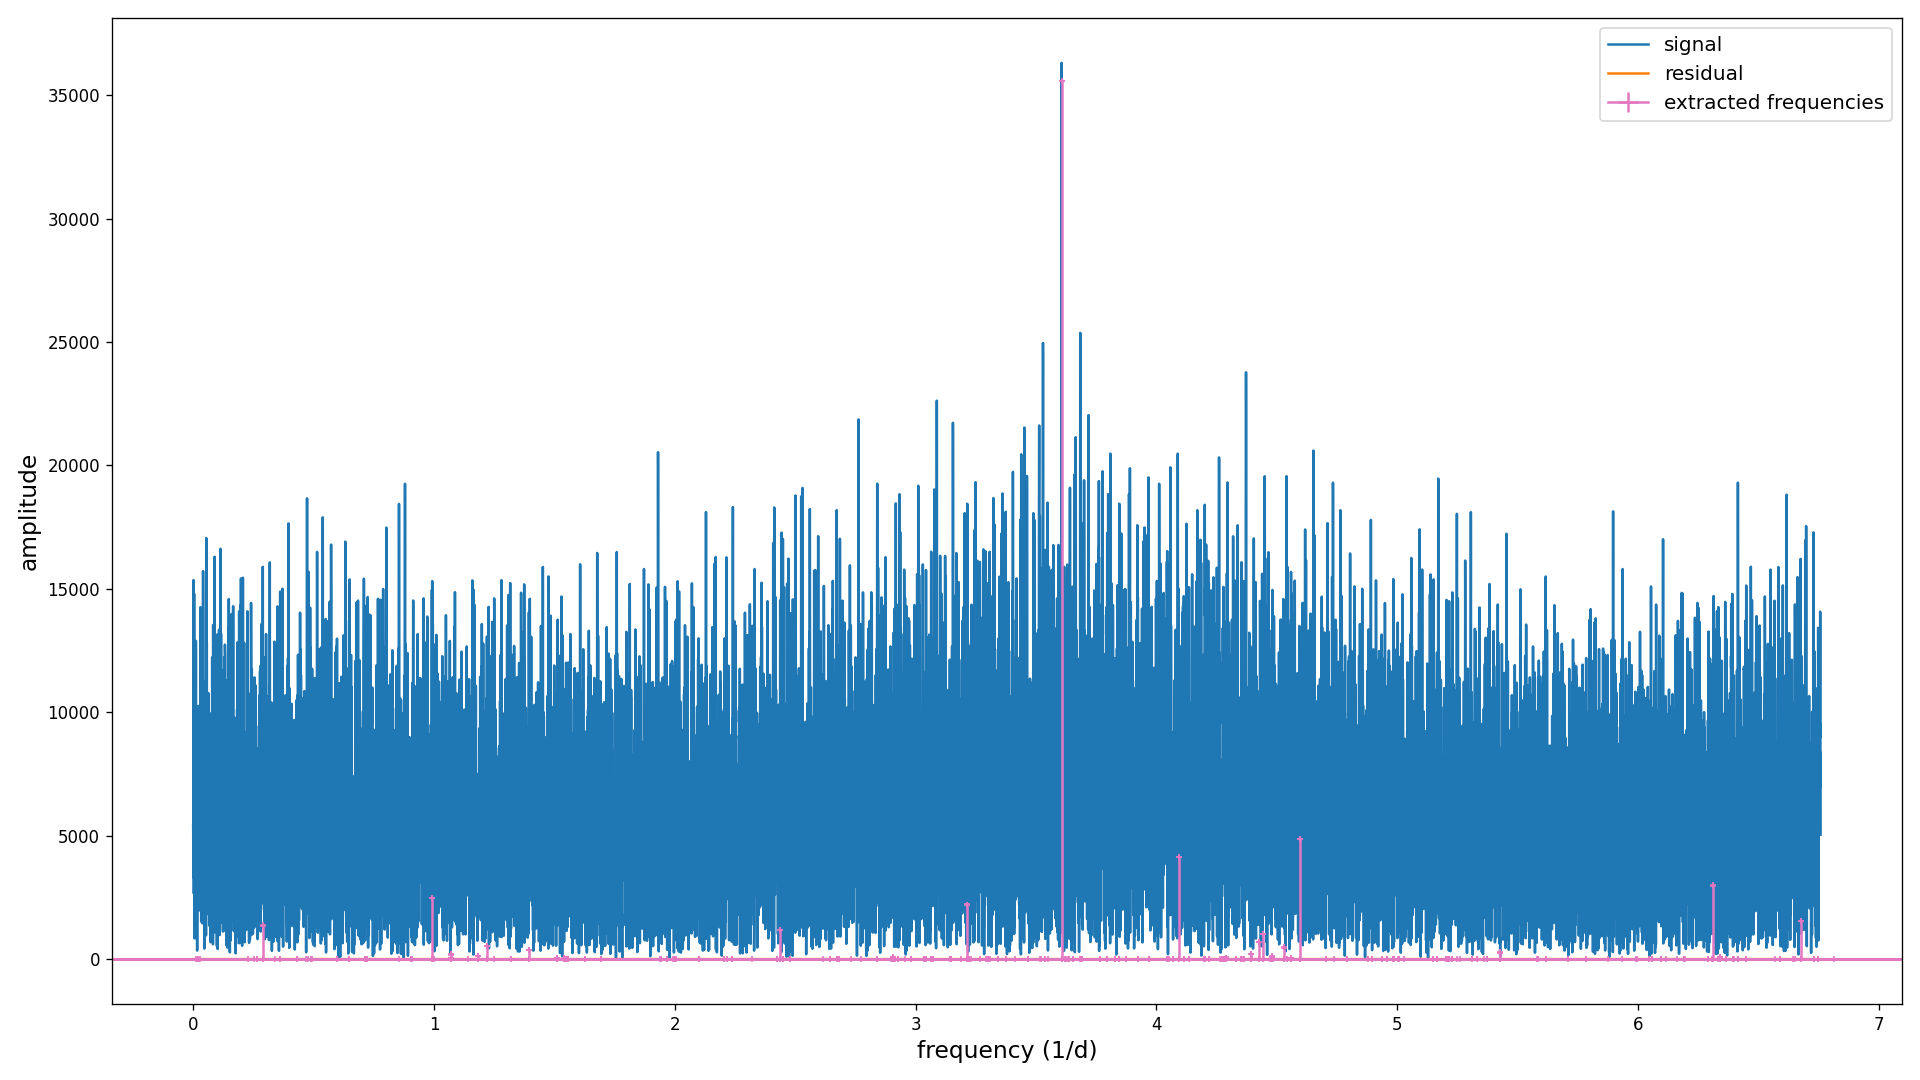 signal
residual
extracted frequencies
amplitude
35000
30000
25000
20000
15000
10000
5000
0
0 1 2 3 4 5 6 7
frequency (1/d)